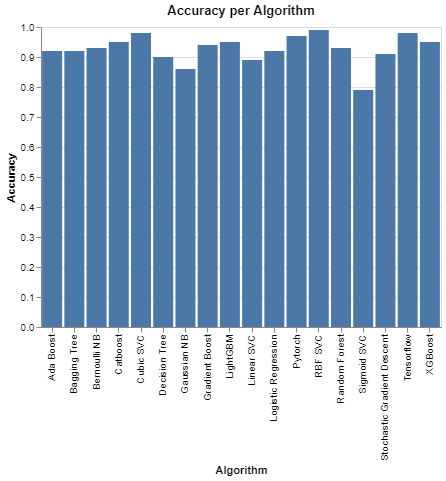 Accuracy per Algorithm
1.0
0.9
0.8
0.7
0.6
0.5
0.4
0.3
0.2
0.1
0.0
Accuracy
Ada Boost
Bagging Tree
Bernoulli NB
Catboost
Cubic SVC
Decision Tree
Gaussian NB
Gradient Boost
LightGBM
Linear SVC
Logistic Regression
Pytorch
RBF SVC
Random Forest
Sigmoid SVC
Stochastic Gradient Descent
Tensorflow
XGBoost
Algorithm